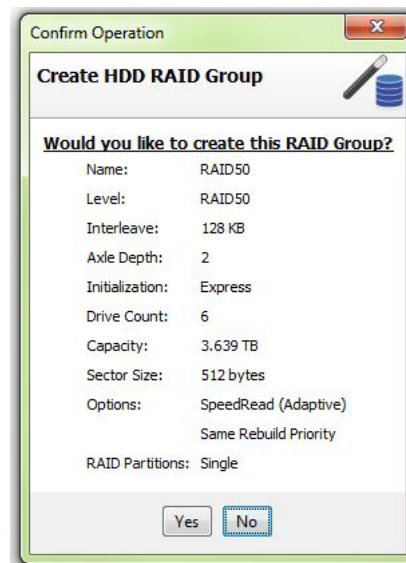 Confirm Operation
Create HDD RAID Group
Would you like to create this RAID Group?
Name: RAID50
Level: RAID50
Interleave: 128 KB
Axle Depth: 2
Initialization: Express
Drive Count: 6
Capacity: 3.639 TB
Sector Size: 512 bytes
Options: SpeedRead (Adaptive)
Same Rebuild Priority
RAID Partitions: Single
Yes No